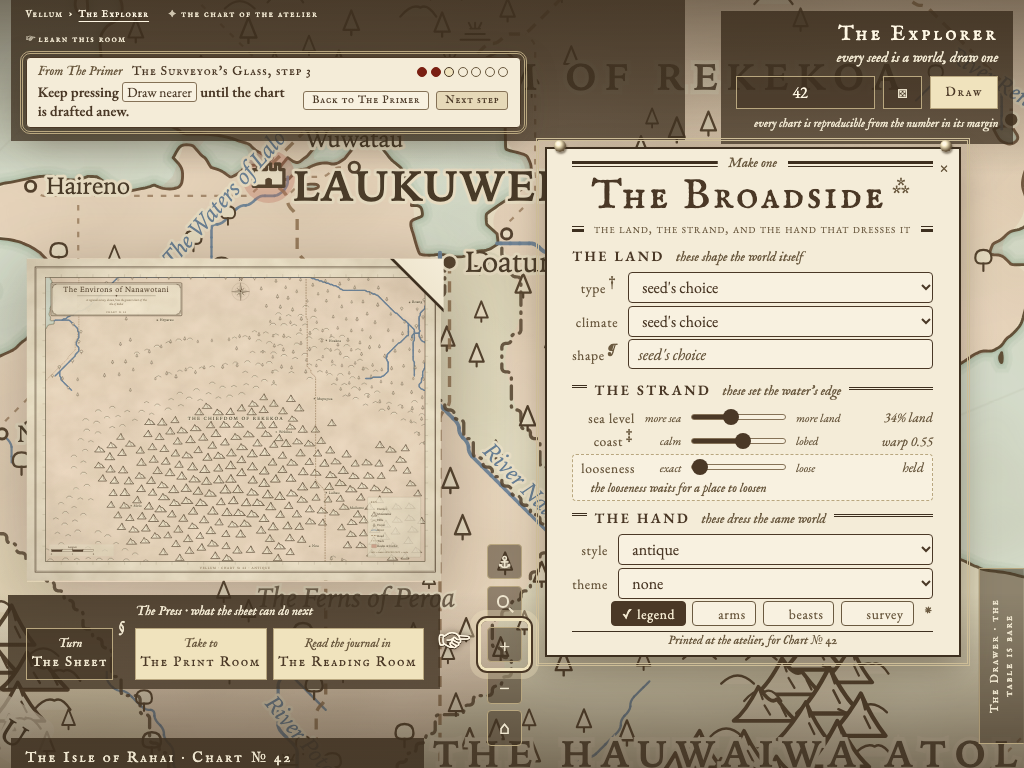 Vellum › The Explorer ✦ the chart of the atelier
☞ learn this room
From The Primer The Surveyor's Glass, step 3
Keep pressing Draw nearer until the chart is drafted anew.
Back to The Primer
Next step
OF REKEKOA
The Explorer
every seed is a world, draw one
42
Draw
every chart is reproducible from the number in its margin
Wuwatau
Haireno
The Waters of Lalo
LAUKUWE
Loatu
River Na
The Ferns of Peroa
The Environs of Nanawotani
THE CHIEFDOM OF REKEKOA
Make one
The Broadside ⁂
the land, the strand, and the hand that dresses it
×
THE LAND these shape the world itself
type † seed's choice
climate seed's choice
shape ¶ seed's choice
THE STRAND these set the water's edge
sea level more sea more land 34% land
coast ‡ calm lobed warp 0.55
looseness exact loose held
the looseness waits for a place to loosen
THE HAND these dress the same world
style antique
theme none
✓ legend arms beasts survey *
Printed at the atelier, for Chart № 42
The Press · what the sheet can do next
Turn
The Sheet
§
Take to
The Print Room
Read the journal in
The Reading Room
+
−
⌂
The Drawer · the
table is bare
The Isle of Rahai · Chart № 42
THE HAUWAIWA ATOL